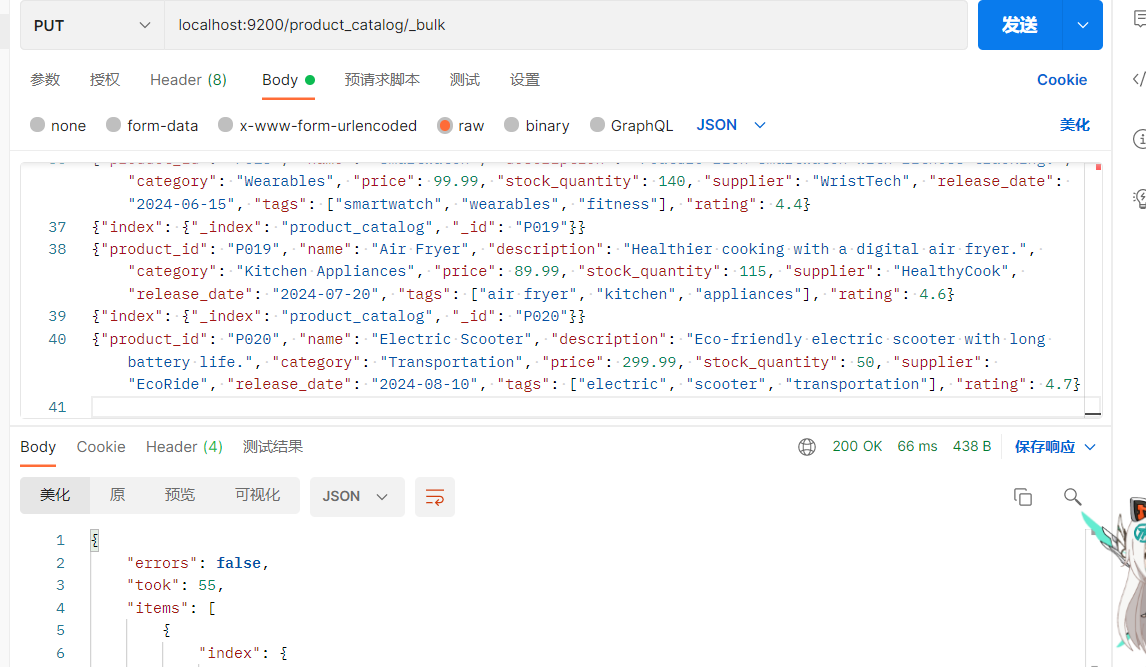 PUT localhost:9200/product_catalog/_bulk 发送
参数 授权 Header (8) Body 预请求脚本 测试 设置 Cookie
none form-data x-www-form-urlencoded raw binary GraphQL JSON 美化
"category": "Wearables", "price": 99.99, "stock_quantity": 140, "supplier": "WristTech", "release_date":
"2024-06-15", "tags": ["smartwatch", "wearables", "fitness"], "rating": 4.4}
37 {"index": {"_index": "product_catalog", "_id": "P019"}}
38 {"product_id": "P019", "name": "Air Fryer", "description": "Healthier cooking with a digital air fryer.",
"category": "Kitchen Appliances", "price": 89.99, "stock_quantity": 115, "supplier": "HealthyCook",
"release_date": "2024-07-20", "tags": ["air fryer", "kitchen", "appliances"], "rating": 4.6}
39 {"index": {"_index": "product_catalog", "_id": "P020"}}
40 {"product_id": "P020", "name": "Electric Scooter", "description": "Eco-friendly electric scooter with long
battery life.", "category": "Transportation", "price": 299.99, "stock_quantity": 50, "supplier":
"EcoRide", "release_date": "2024-08-10", "tags": ["electric", "scooter", "transportation"], "rating": 4.7}
41
Body Cookie Header (4) 测试结果 200 OK 66 ms 438 B 保存响应
美化 原 预览 可视化 JSON
1 {
2 "errors": false,
3 "took": 55,
4 "items": [
5 {
6 "index": {